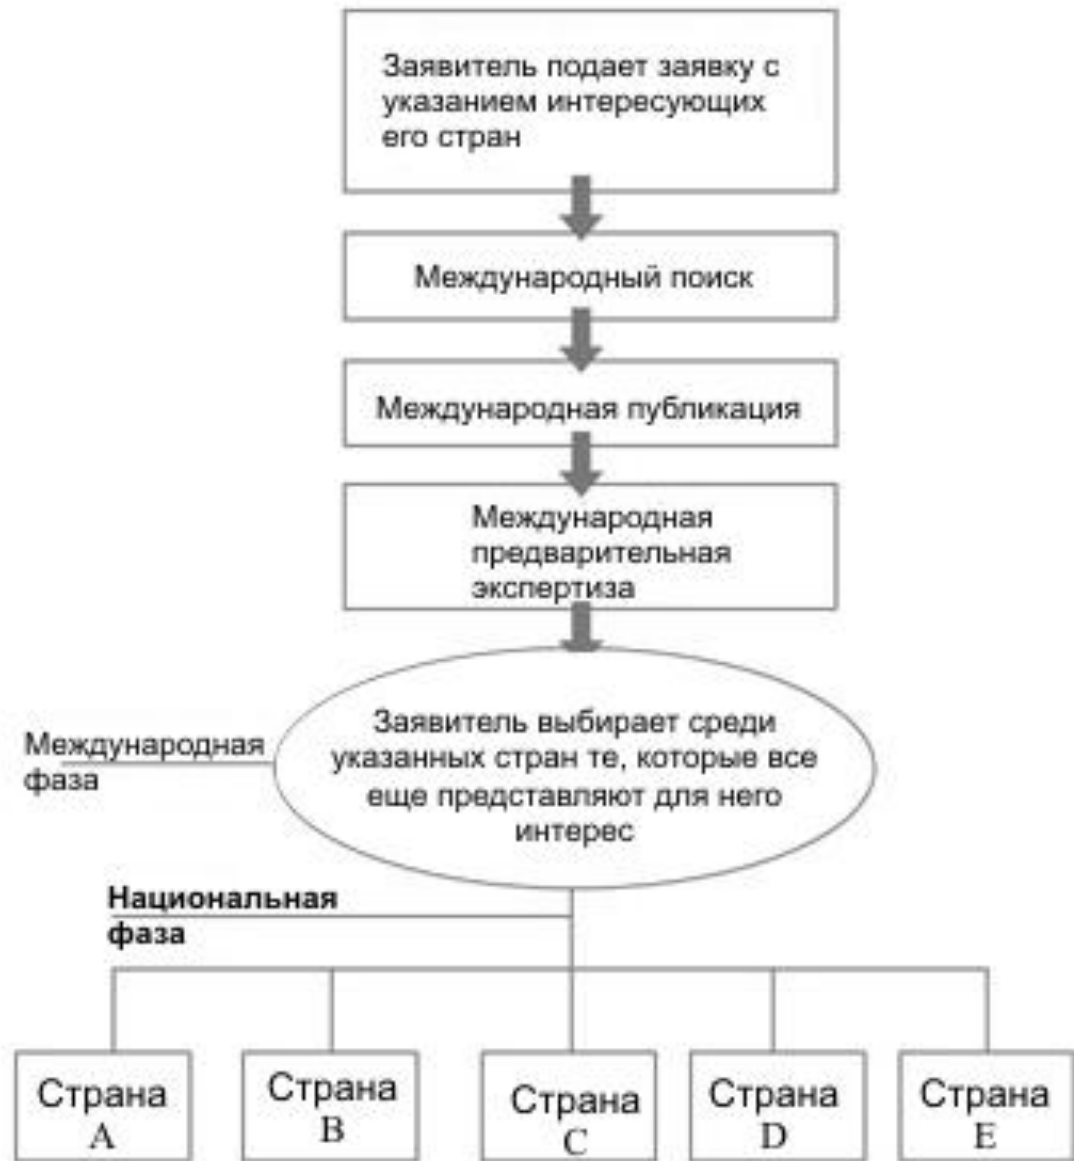 Заявитель подает заявку с
указанием интересующих
его стран
Международный поиск
Международная публикация
Международная
предварительная
экспертиза
Заявитель выбирает среди
указанных стран те, которые все
еще представляют для него
интерес
Международная
фаза
Национальная
фаза
Страна
A
Страна
B
Страна
C
Страна
D
Страна
E